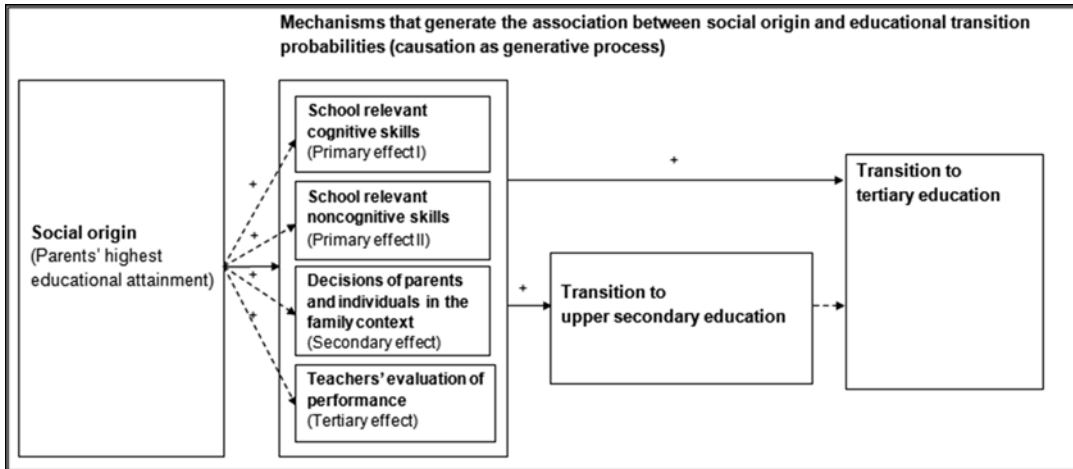 Mechanisms that generate the association between social origin and educational transition
probabilities (causation as generative process)
Social origin
(Parents' highest
educational attainment)
+
+
+
+
School relevant
cognitive skills
(Primary effect I)
School relevant
noncognitive skills
(Primary effect II)
Decisions of parents
and individuals in the
family context
(Secondary effect)
Teachers' evaluation of
performance
(Tertiary effect)
+
+
Transition to
upper secondary education
Transition to
tertiary education